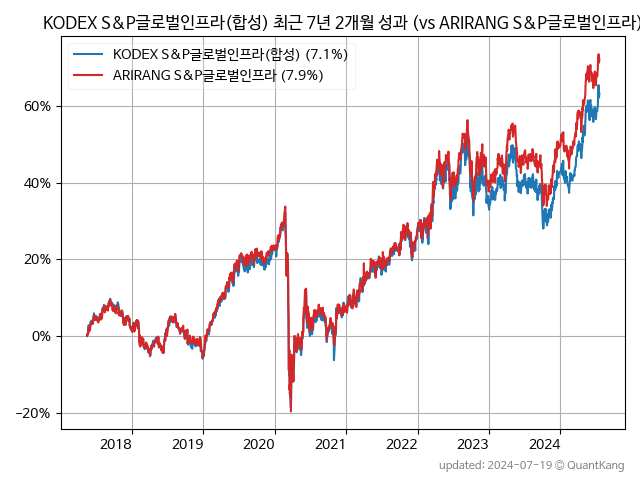 KODEX S&P글로벌인프라(합성) 최근 7년 2개월 성과 (vs ARIRANG S&P글로벌인프라)
KODEX S&P글로벌인프라(합성) (7.1%)
ARIRANG S&P글로벌인프라 (7.9%)
60%
40%
20%
0%
−20%
2018 2019 2020 2021 2022 2023 2024
updated: 2024-07-19 © QuantKang